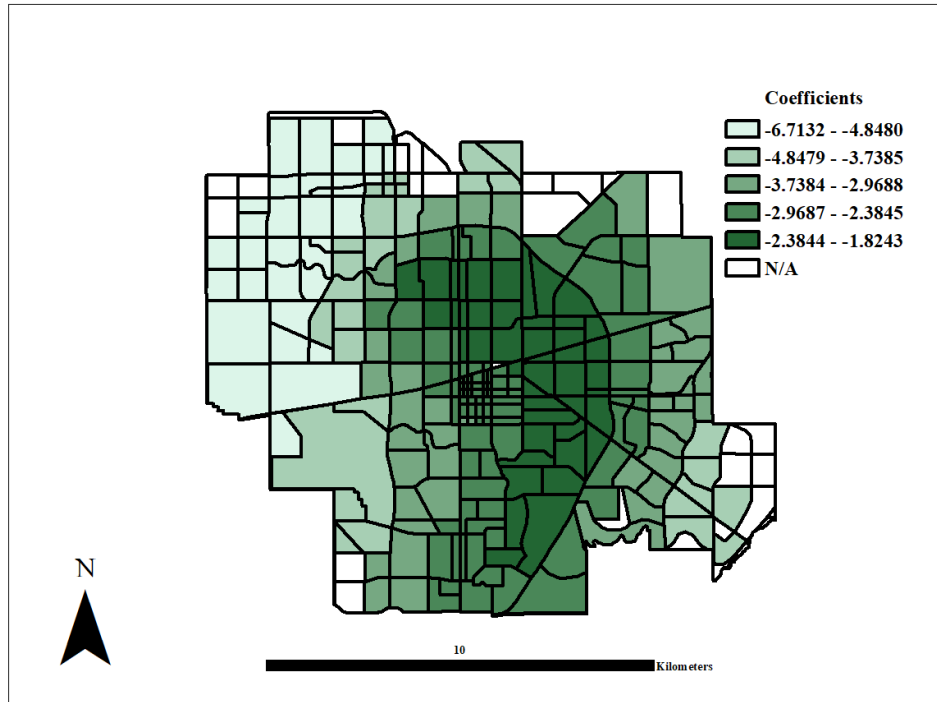 Coefficients
-6.7132 - -4.8480
-4.8479 - -3.7385
-3.7384 - -2.9688
-2.9687 - -2.3845
-2.3844 - -1.8243
N/A
N
10
Kilometers